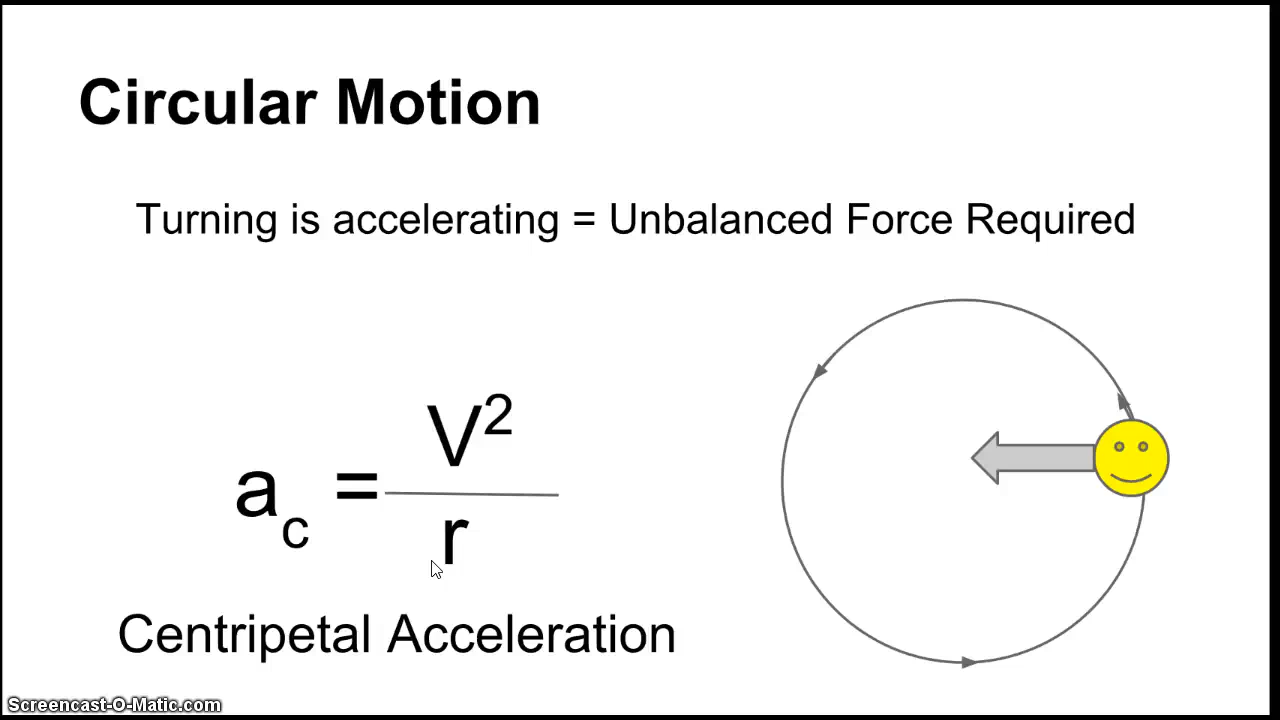 Circular Motion
Turning is accelerating = Unbalanced Force Required
a_c = V²
r
Centripetal Acceleration
Screencast-O-Matic.com